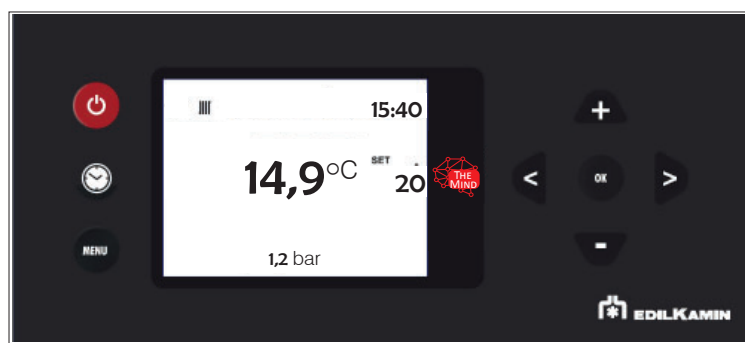 15:40
14,9°C
SET
20
THE
MIND
1,2 bar
MENU
+
<
OK
>
-
EDILKAMIN